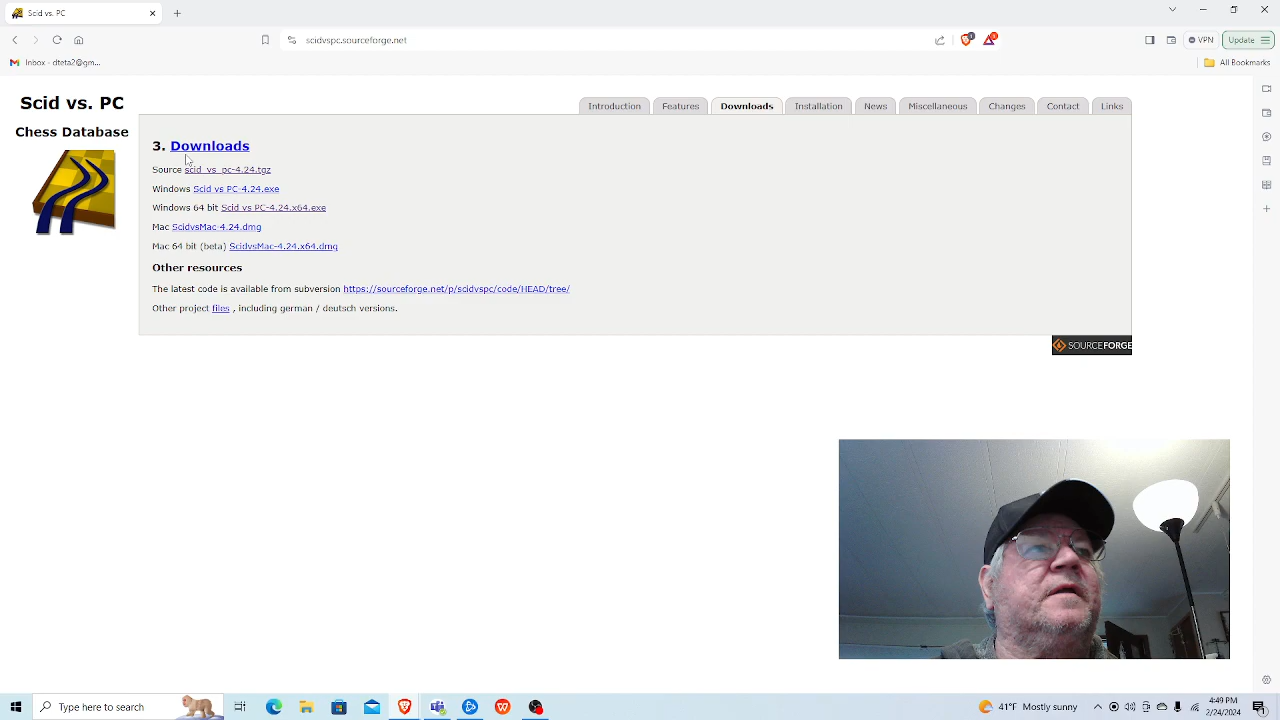 Scid vs. PC
scidvspc.sourceforge.net
VPN
Update
Inbox - dteta2@gm...
All Bookmarks
Scid vs. PC
Chess Database
Introduction
Features
Downloads
Installation
News
Miscellaneous
Changes
Contact
Links
3. Downloads
Source scid_vs_pc-4.24.tgz
Windows Scid vs PC-4.24.exe
Windows 64 bit Scid vs PC-4.24.x64.exe
Mac ScidvsMac-4.24.dmg
Mac 64 bit (beta) ScidvsMac-4.24.x64.dmg
Other resources
The latest code is available from subversion https://sourceforge.net/p/scidvspc/code/HEAD/tree/
Other project files , including german / deutsch versions.
SOURCEFORGE
Type here to search
41°F Mostly sunny
4:49 PM
2/24/2024